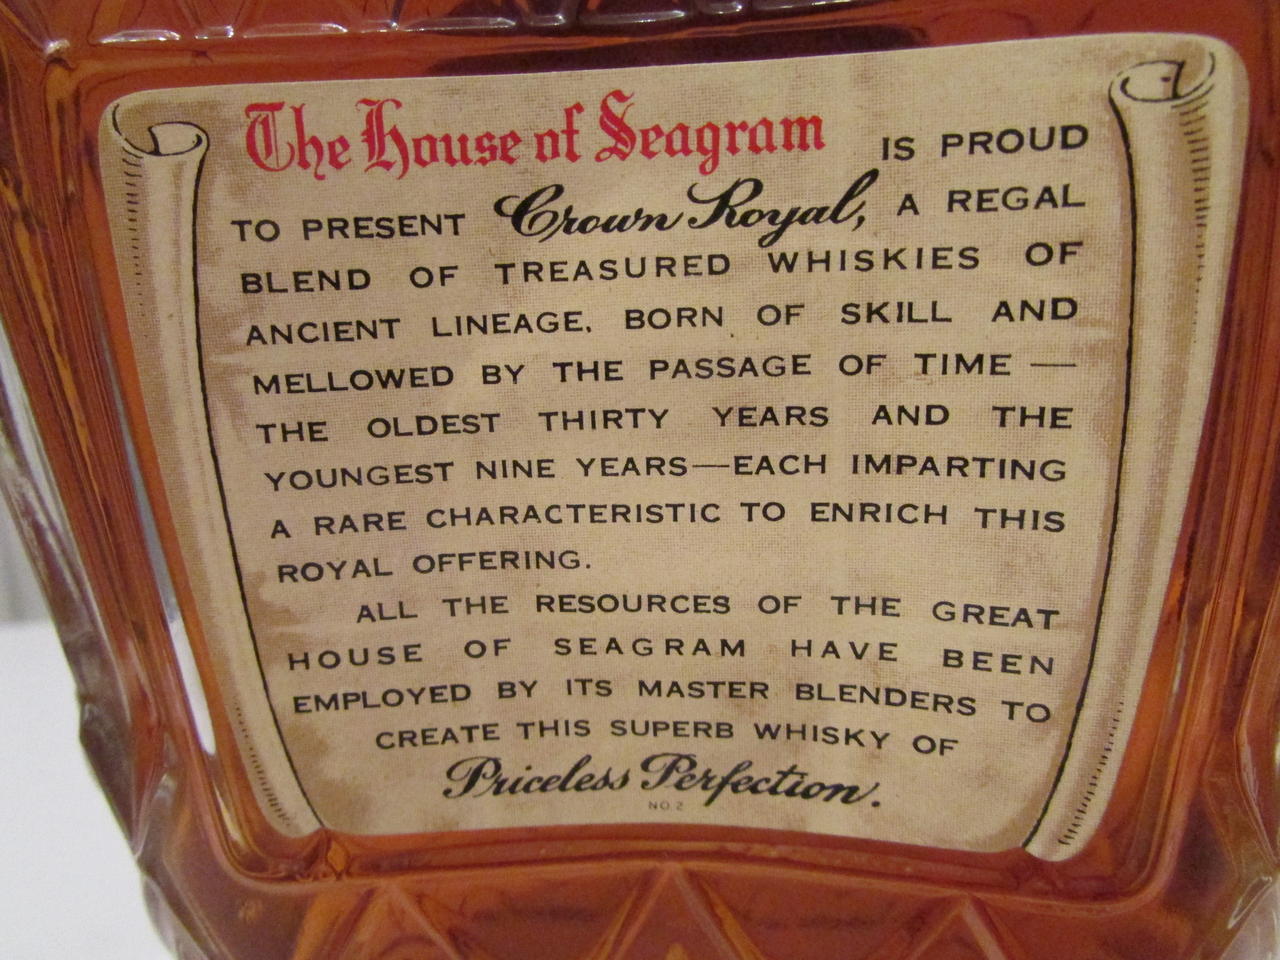 The House of Seagram IS PROUD
TO PRESENT Crown Royal, A REGAL
BLEND OF TREASURED WHISKIES OF
ANCIENT LINEAGE. BORN OF SKILL AND
MELLOWED BY THE PASSAGE OF TIME —
THE OLDEST THIRTY YEARS AND THE
YOUNGEST NINE YEARS—EACH IMPARTING
A RARE CHARACTERISTIC TO ENRICH THIS
ROYAL OFFERING.
ALL THE RESOURCES OF THE GREAT
HOUSE OF SEAGRAM HAVE BEEN
EMPLOYED BY ITS MASTER BLENDERS TO
CREATE THIS SUPERB WHISKY OF
Priceless Perfection.
NO. 2